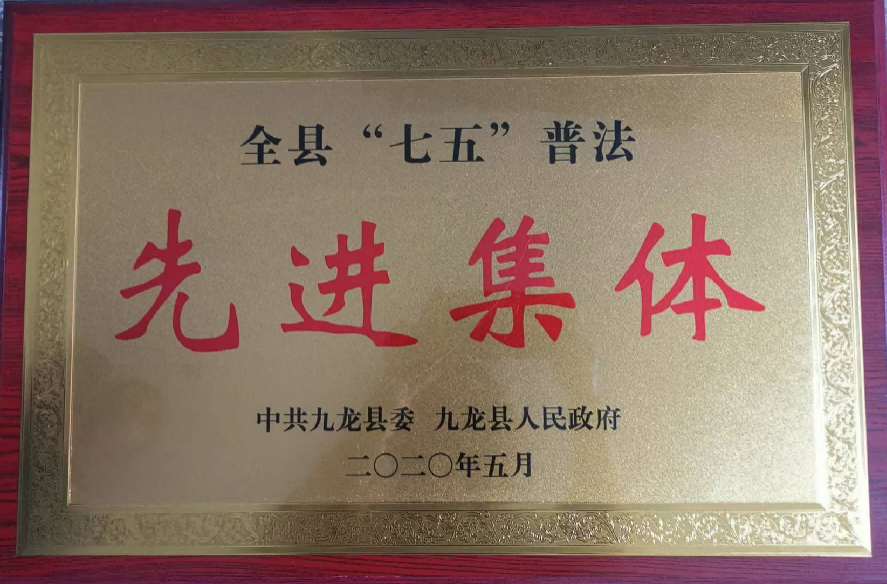 全县“七五”普法
先进集体
中共九龙县委 九龙县人民政府
二〇二〇年五月